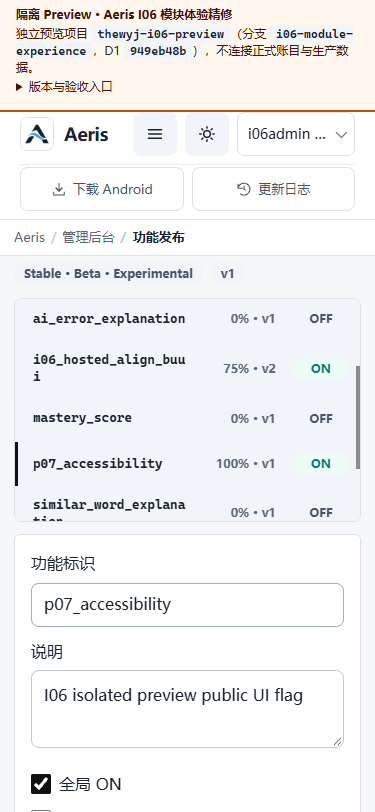 隔离 Preview · Aeris I06 模块体验精修
独立预览项目 thewyj-i06-preview （分支 i06-module-
experience ，D1 949eb48b ），不连接正式账目与生产数
据。
▶ 版本与验收入口
Aeris
i06admin ...
下载 Android
更新日志
Aeris / 管理后台 / 功能发布
Stable · Beta · Experimental v1
ai_error_explanation 0% · v1 OFF
i06_hosted_align_buu
i 75% · v2 ON
mastery_score 0% · v1 OFF
p07_accessibility 100% · v1 ON
similar_word_explana
tion 0% · v1 OFF
功能标识
p07_accessibility
说明
I06 isolated preview public UI flag
全局 ON